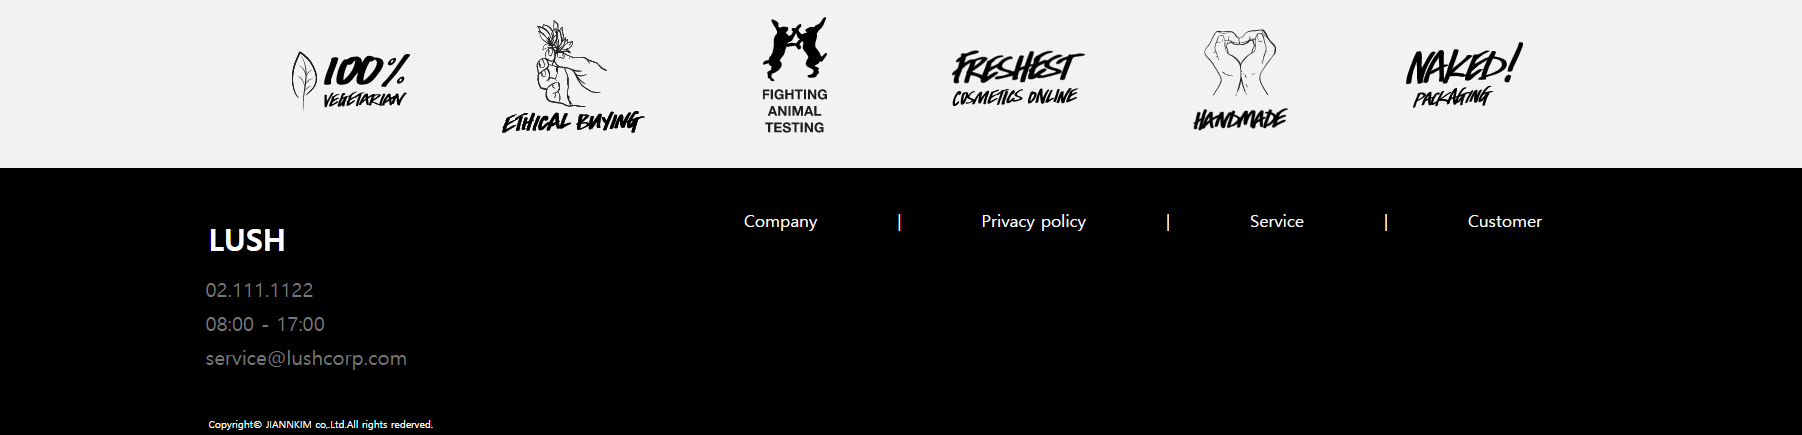 100%
VEGETARIAN
ETHICAL BUYING
FIGHTING
ANIMAL
TESTING
FRESHEST
COSMETICS ONLINE
HANDMADE
NAKED!
PACKAGING
LUSH
02.111.1122
08:00 - 17:00
service@lushcorp.com
Company | Privacy policy | Service | Customer
Copyright© JIANNKIM co,.Ltd.All rights rederved.